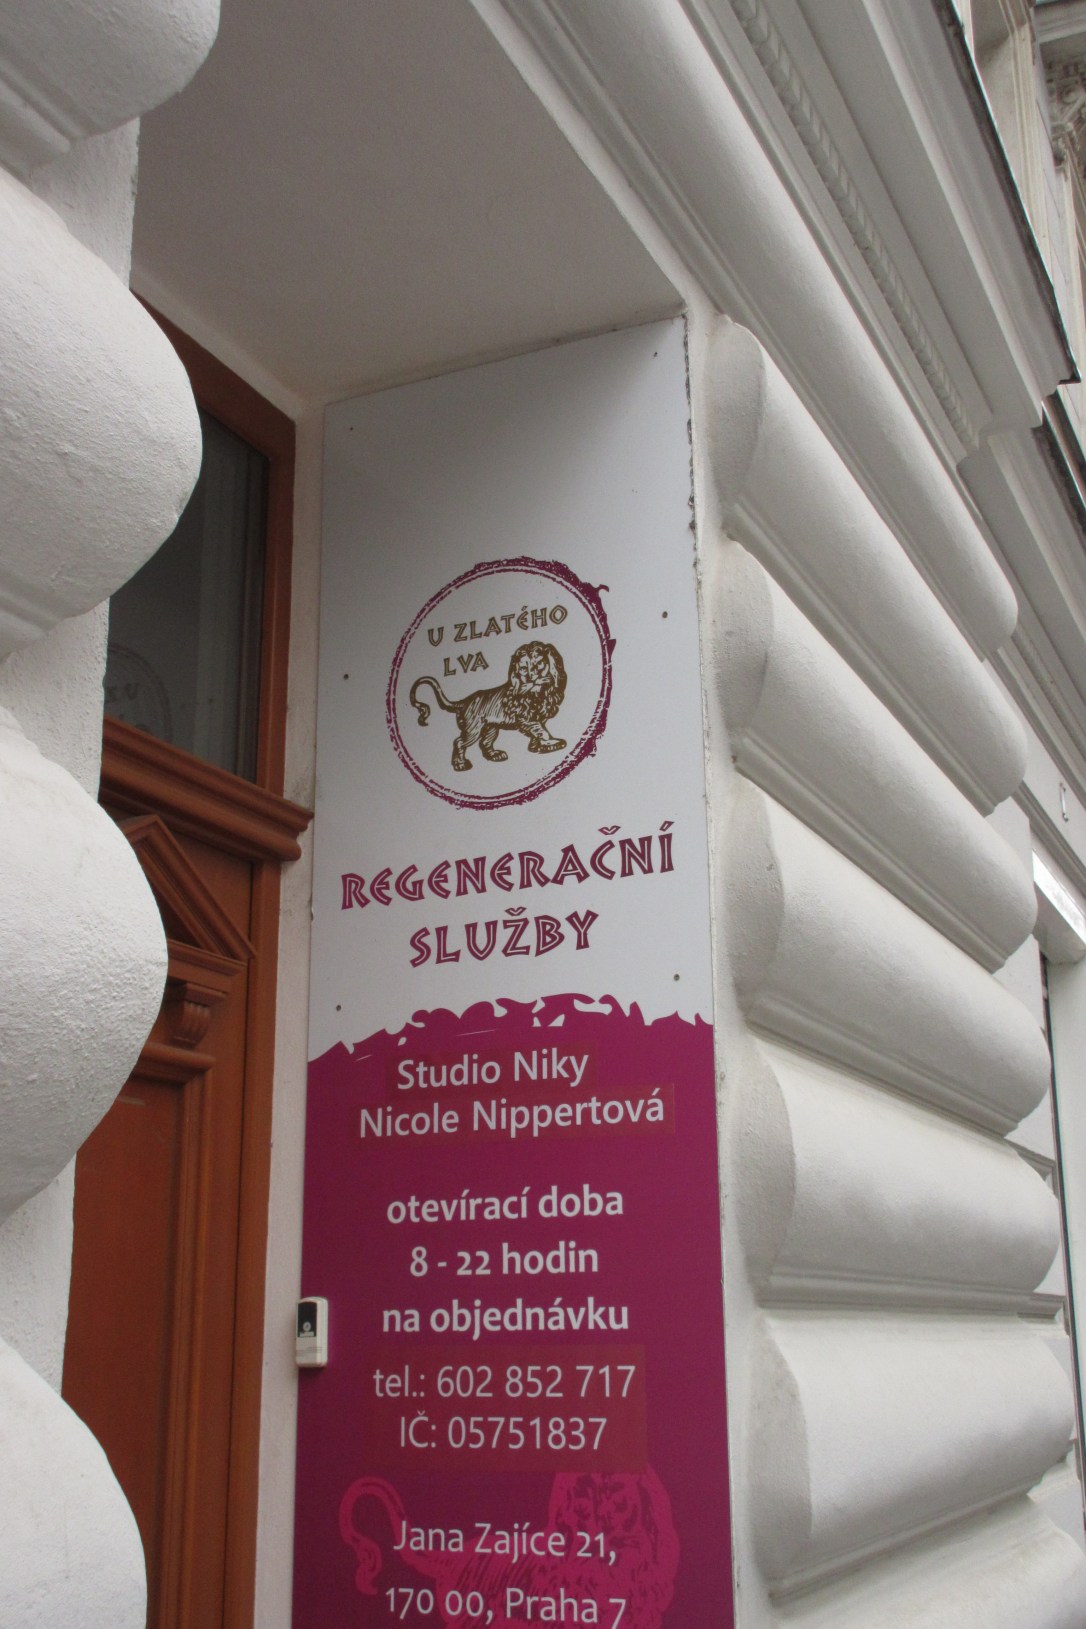 U ZLATÉHO
LVA
REGENERAČNÍ
SLUŽBY
Studio Niky
Nicole Nippertová
otevírací doba
8 - 22 hodin
na objednávku
tel.: 602 852 717
IČ: 05751837
Jana Zajíce 21,
170 00, Praha 7